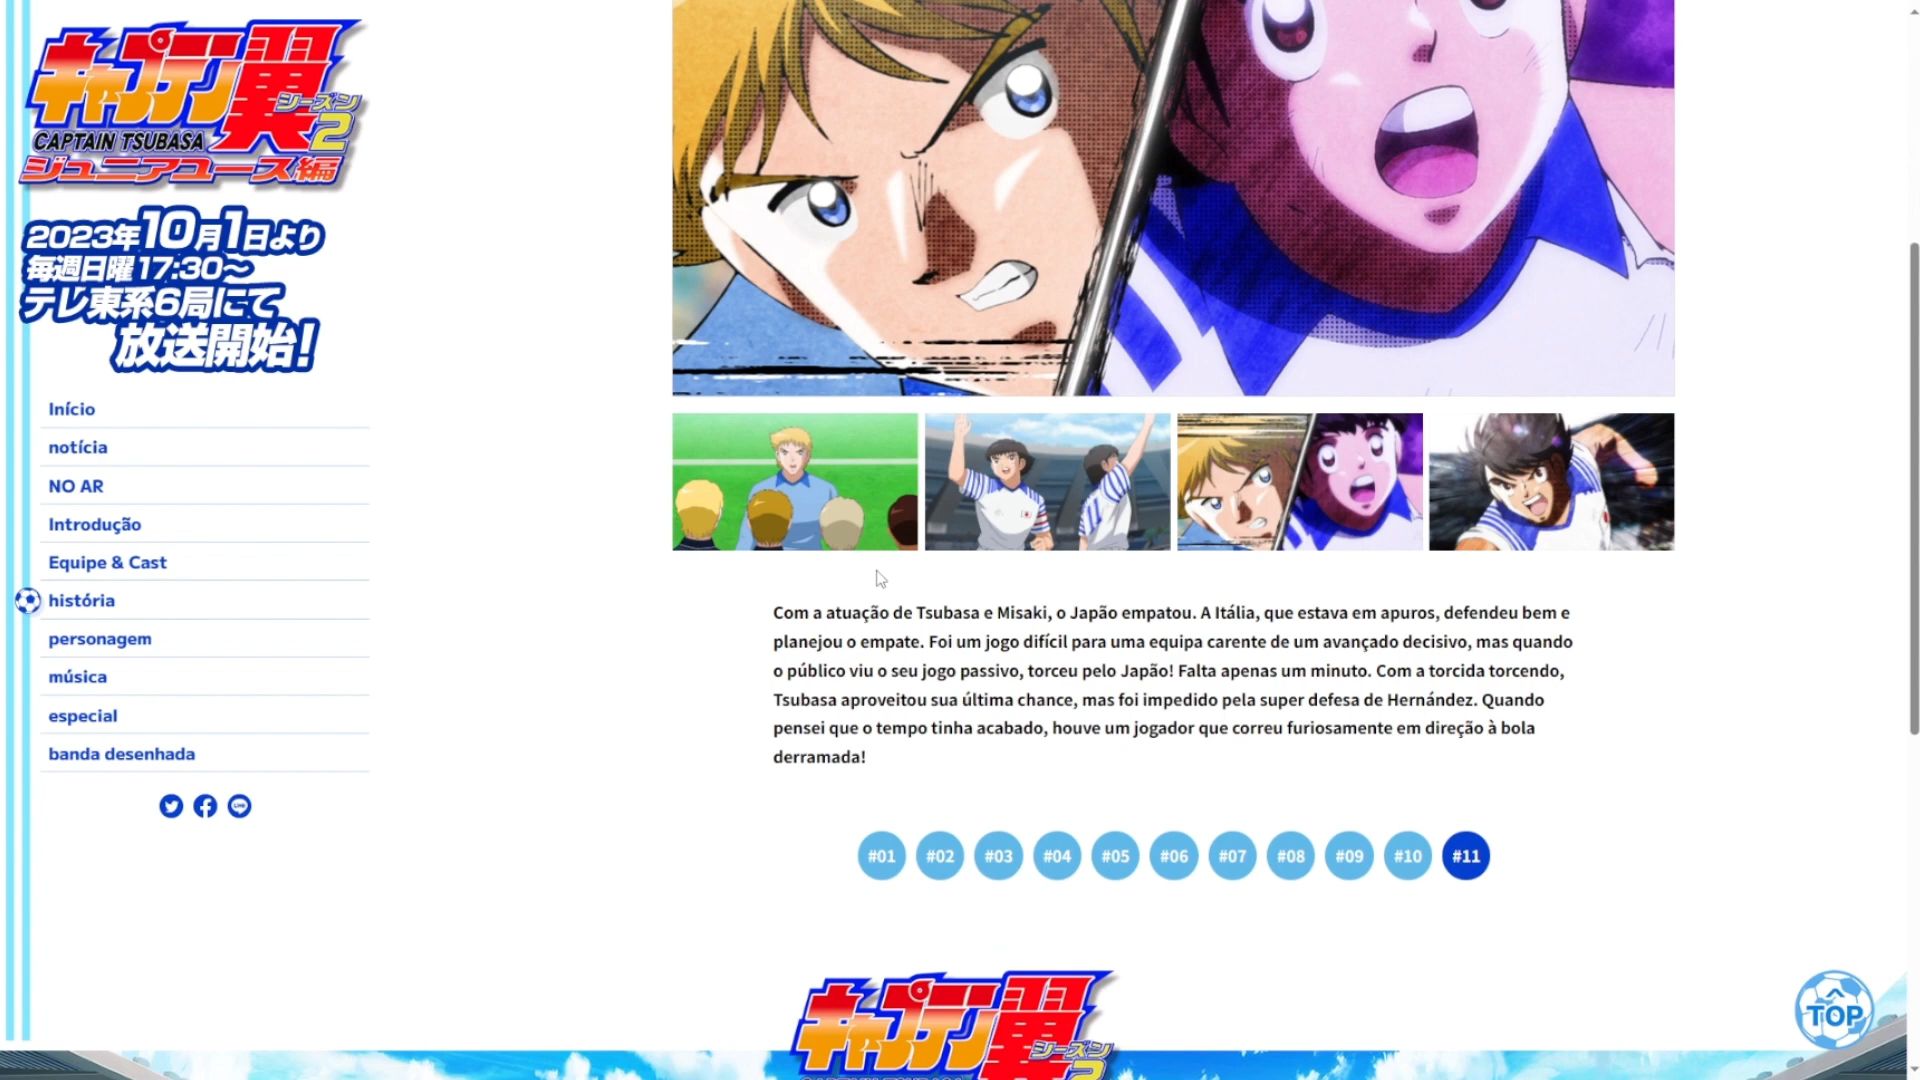 キャプテン翼
シーズン2
CAPTAIN TSUBASA
ジュニアユース編
2023年10月1日より
毎週日曜17:30～
テレ東系6局にて
放送開始!
Início
notícia
NO AR
Introdução
Equipe & Cast
história
personagem
música
especial
banda desenhada
LINE
Com a atuação de Tsubasa e Misaki, o Japão empatou. A Itália, que estava em apuros, defendeu bem e
planejou o empate. Foi um jogo difícil para uma equipa carente de um avançado decisivo, mas quando
o público viu o seu jogo passivo, torceu pelo Japão! Falta apenas um minuto. Com a torcida torcendo,
Tsubasa aproveitou sua última chance, mas foi impedido pela super defesa de Hernández. Quando
pensei que o tempo tinha acabado, houve um jogador que correu furiosamente em direção à bola
derramada!
#01 #02 #03 #04 #05 #06 #07 #08 #09 #10 #11
TOP
キャプテン翼
シーズン2